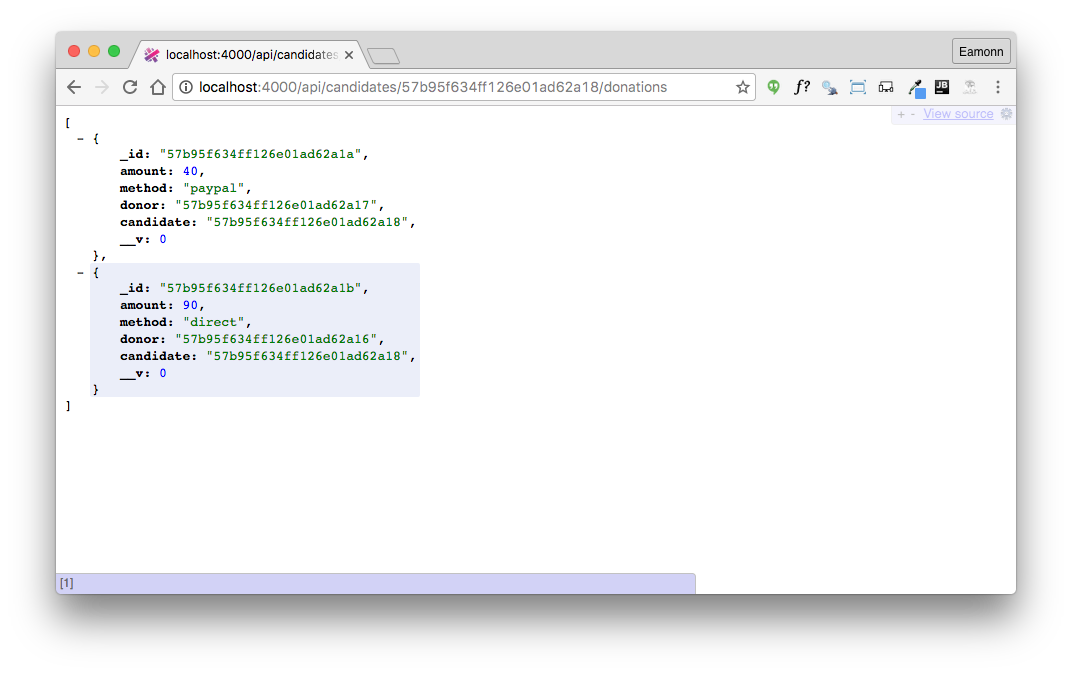 localhost:4000/api/candidates
Eamonn
localhost:4000/api/candidates/57b95f634ff126e01ad62a18/donations
f?
JB
+ - View source
[
- {
_id: "57b95f634ff126e01ad62a1a",
amount: 40,
method: "paypal",
donor: "57b95f634ff126e01ad62a17",
candidate: "57b95f634ff126e01ad62a18",
__v: 0
},
- {
_id: "57b95f634ff126e01ad62a1b",
amount: 90,
method: "direct",
donor: "57b95f634ff126e01ad62a16",
candidate: "57b95f634ff126e01ad62a18",
__v: 0
}
]
[1]